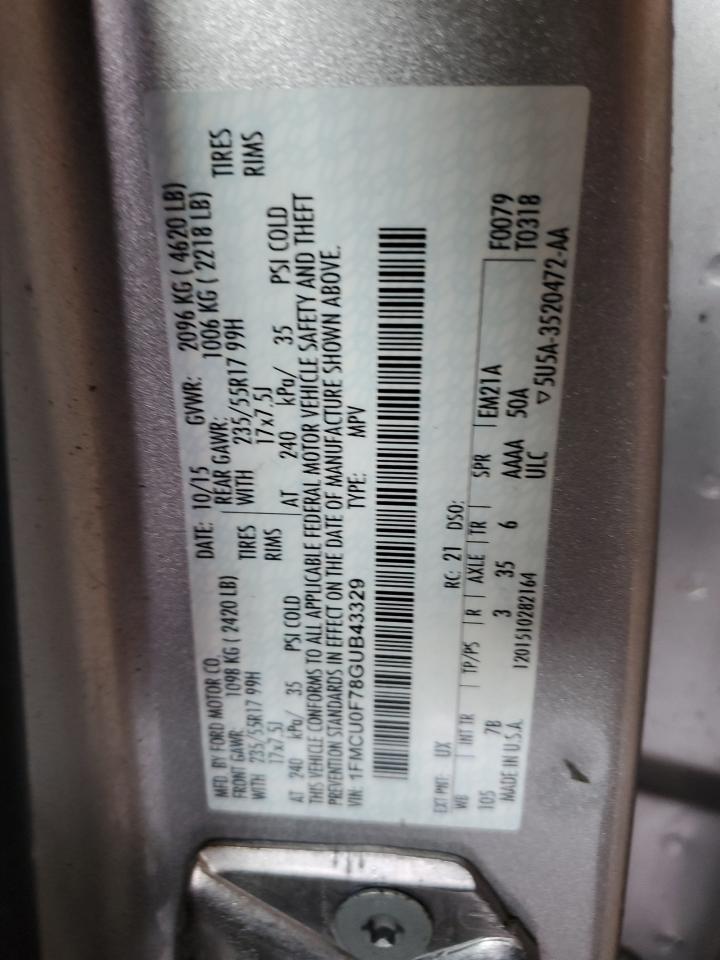 MFD. BY FORD MOTOR CO. DATE: 10/15 GVWR: 2096 KG ( 4620 LB)
FRONT GAWR: 1098 KG ( 2420 LB) REAR GAWR: 1006 KG ( 2218 LB)
WITH 235/55R17 99H TIRES WITH 235/55R17 99H TIRES
17x7.5J RIMS 17x7.5J RIMS
AT 240 kPa/ 35 PSI COLD AT 240 kPa/ 35 PSI COLD
THIS VEHICLE CONFORMS TO ALL APPLICABLE FEDERAL MOTOR VEHICLE SAFETY AND THEFT
PREVENTION STANDARDS IN EFFECT ON THE DATE OF MANUFACTURE SHOWN ABOVE.
VIN: 1FMCU0F78GUB43329 TYPE: MPV
EXT PNT: UX RC: 21 DSO:
WB INT TR TP/PS R AXLE TR SPR EM21A F0079
105 7B 3 35 6 AAAA 50A T0318
MADE IN U.S.A. 1201510282164 ULC ▽5U5A-3520472-AA